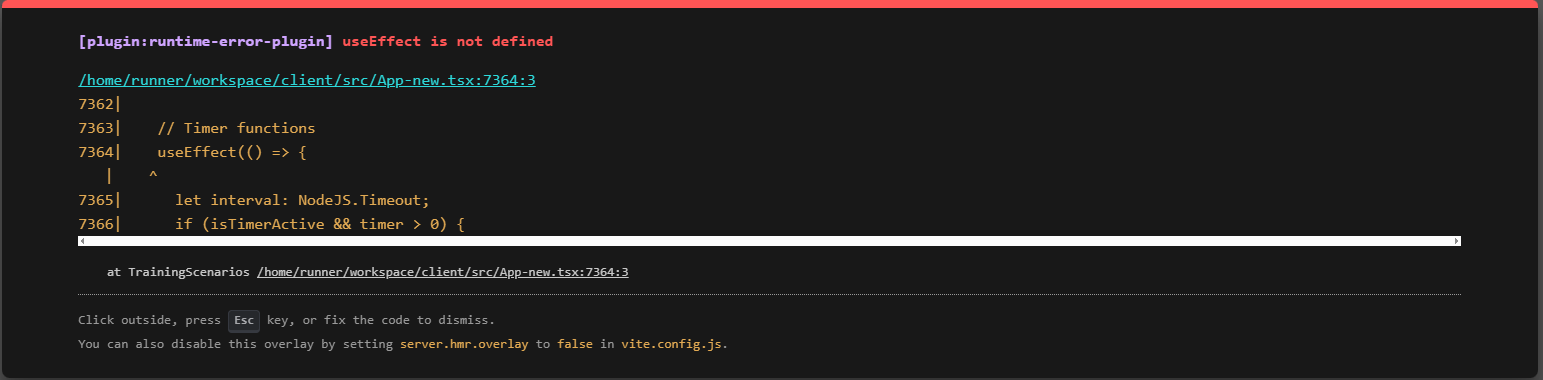 [plugin:runtime-error-plugin] useEffect is not defined
/home/runner/workspace/client/src/App-new.tsx:7364:3
7362|
7363|    // Timer functions
7364|    useEffect(() => {
   |    ^
7365|      let interval: NodeJS.Timeout;
7366|      if (isTimerActive && timer > 0) {
at TrainingScenarios /home/runner/workspace/client/src/App-new.tsx:7364:3
Click outside, press Esc key, or fix the code to dismiss.
You can also disable this overlay by setting server.hmr.overlay to false in vite.config.js.